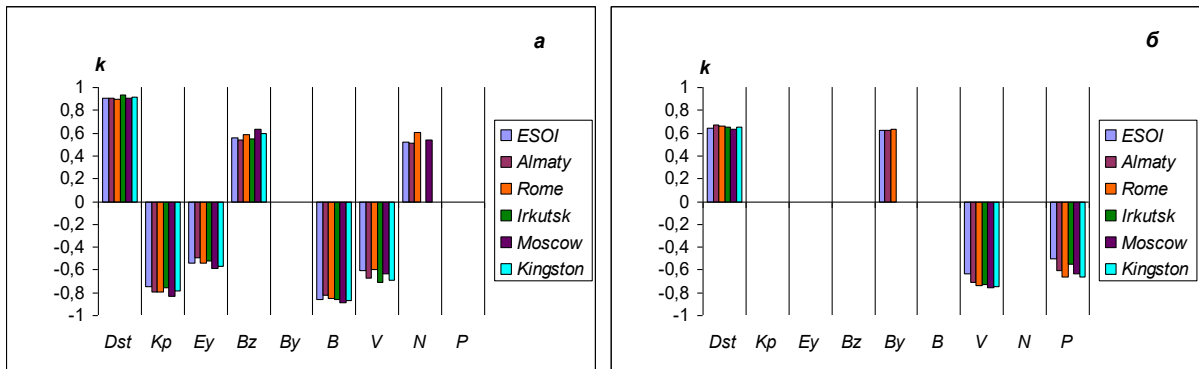 а
k
1
0,8
0,6
0,4
0,2
0
-0,2
-0,4
-0,6
-0,8
-1
Dst Kp Ey Bz By B V N P
ESOI
Almaty
Rome
Irkutsk
Moscow
Kingston
б
k
1
0,8
0,6
0,4
0,2
0
-0,2
-0,4
-0,6
-0,8
-1
Dst Kp Ey Bz By B V N P
ESOI
Almaty
Rome
Irkutsk
Moscow
Kingston